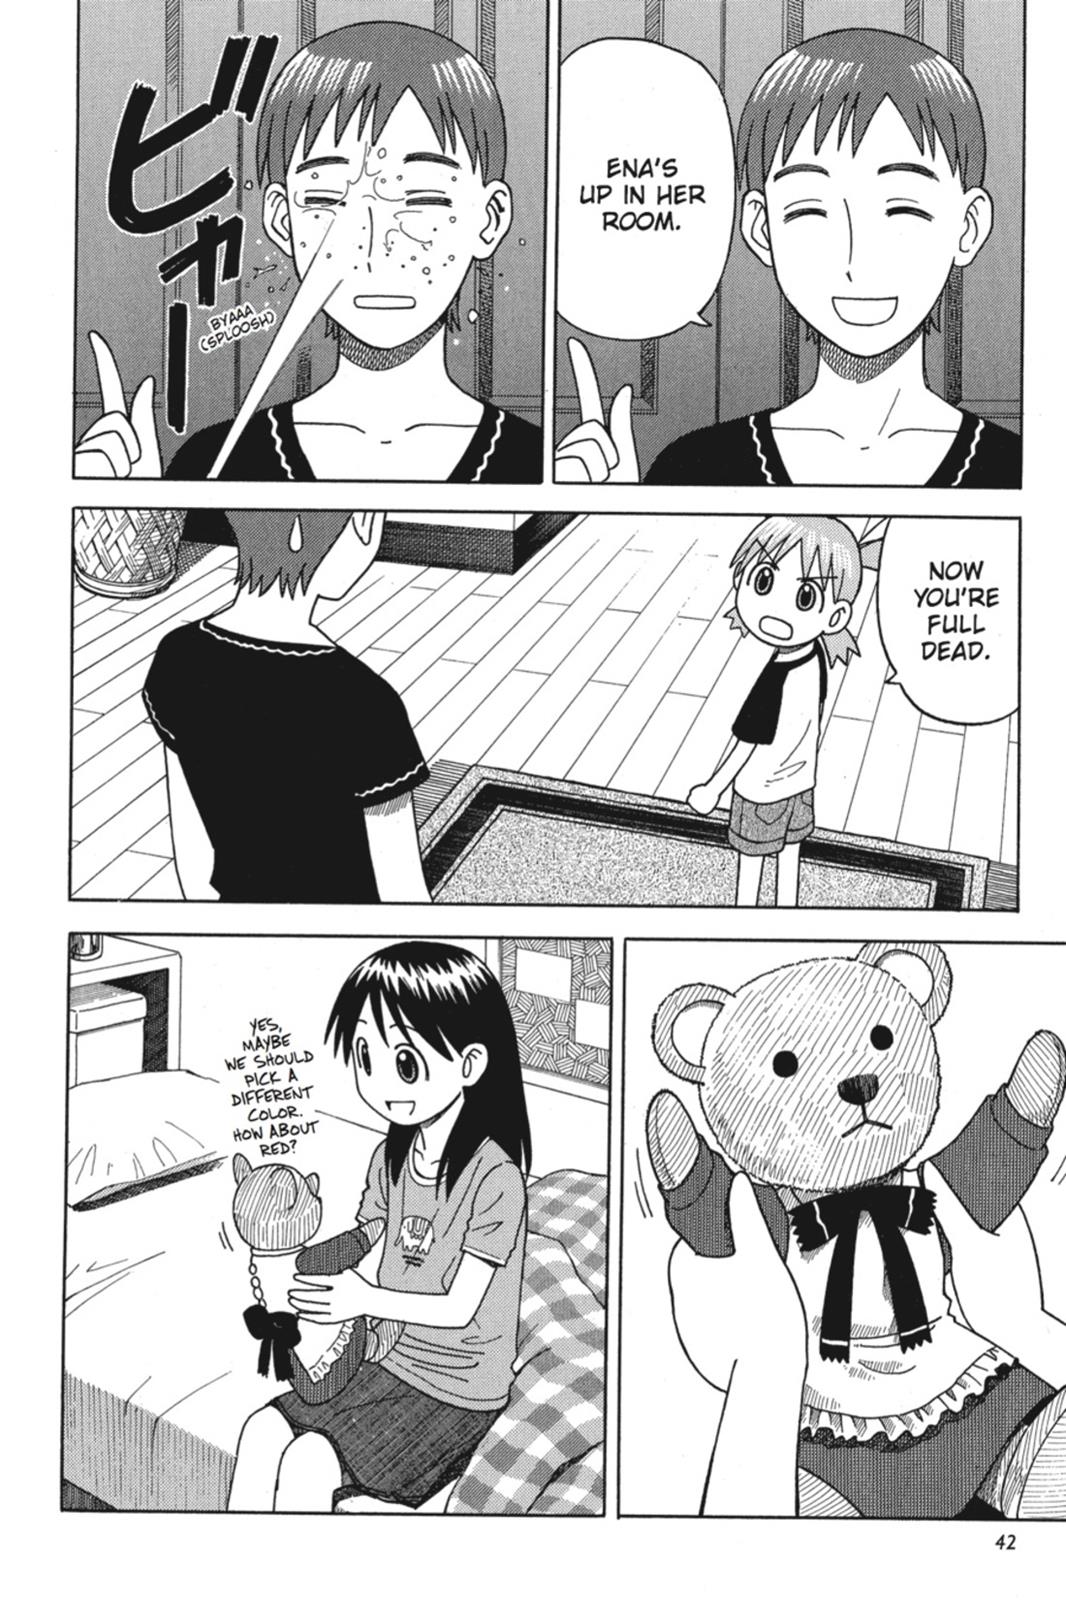 ENA'S
UP IN HER
ROOM.
ビャー
BYAAA
(SPLOOSH)
NOW
YOU'RE
FULL
DEAD.
YES,
MAYBE
WE SHOULD
PICK A
DIFFERENT
COLOR.
HOW ABOUT
RED?
42